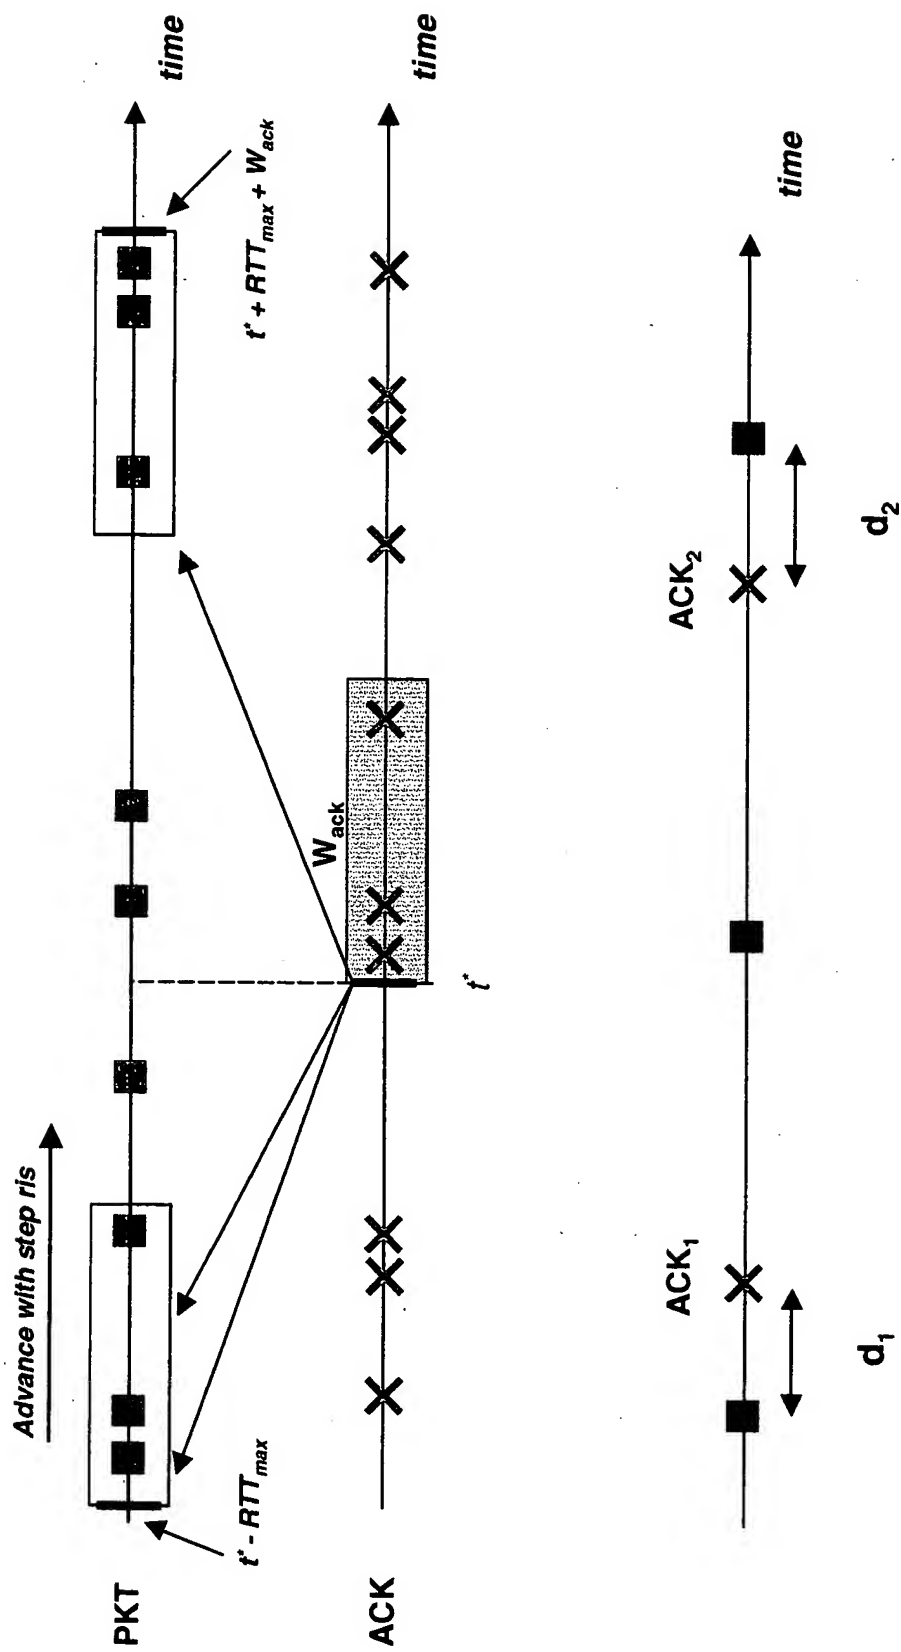 Advance with step ris
PKT
time
t* - RTTmax
t* + RTTmax + Wack
Wack
ACK
time
t*
ACK1
ACK2
time
d1
d2